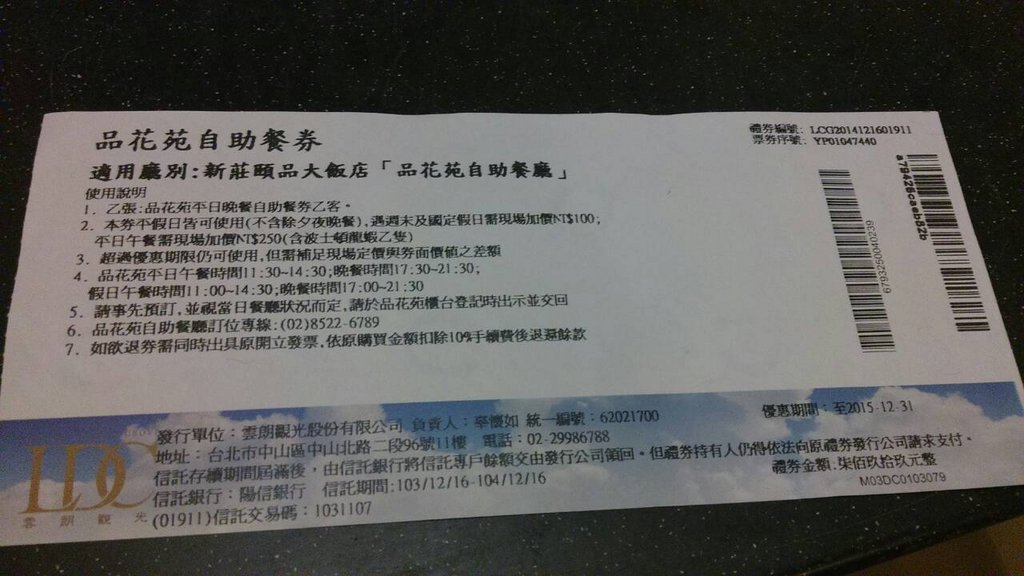 品花苑自助餐券
禮券編號: LCG2014121601911
票券序號: YP01047440
適用廳別:新莊頤品大飯店「品花苑自助餐廳」
使用說明
1. 乙張:品花苑平日晚餐自助餐券乙客。
2. 本券平假日皆可使用(不含除夕夜晚餐),遇週末及國定假日需現場加價NT$100;
平日午餐需現場加價NT$250(含波士頓龍蝦乙隻)
3. 超過優惠期限仍可使用,但需補足現場定價與券面價值之差額
4. 品花苑平日午餐時間11:30~14:30;晚餐時間17:30~21:30;
假日午餐時間11:00~14:30;晚餐時間17:00~21:30
5. 請事先預訂,並視當日餐廳狀況而定,請於品花苑櫃台登記時出示並交回
6. 品花苑自助餐廳訂位專線:(02)8522-6789
7. 如欲退券需同時出具原開立發票,依原購買金額扣除10%手續費後退還餘款
6793250040239
LDC
雲朗觀光
發行單位：雲朗觀光股份有限公司 負責人：辜懷如 統一編號：62021700
優惠期間：至2015-12-31
地址：台北市中山區中山北路二段96號11樓 電話：02-29986788
信託存續期間屆滿後，由信託銀行將信託專戶餘額交由發行公司領回。但禮券持有人仍得依法向原禮券發行公司請求支付。
信託銀行：陽信銀行 信託期間:103/12/16-104/12/16
禮券金額:柒佰玖拾玖元整
(01911)信託交易碼：1031107
M03DC0103079